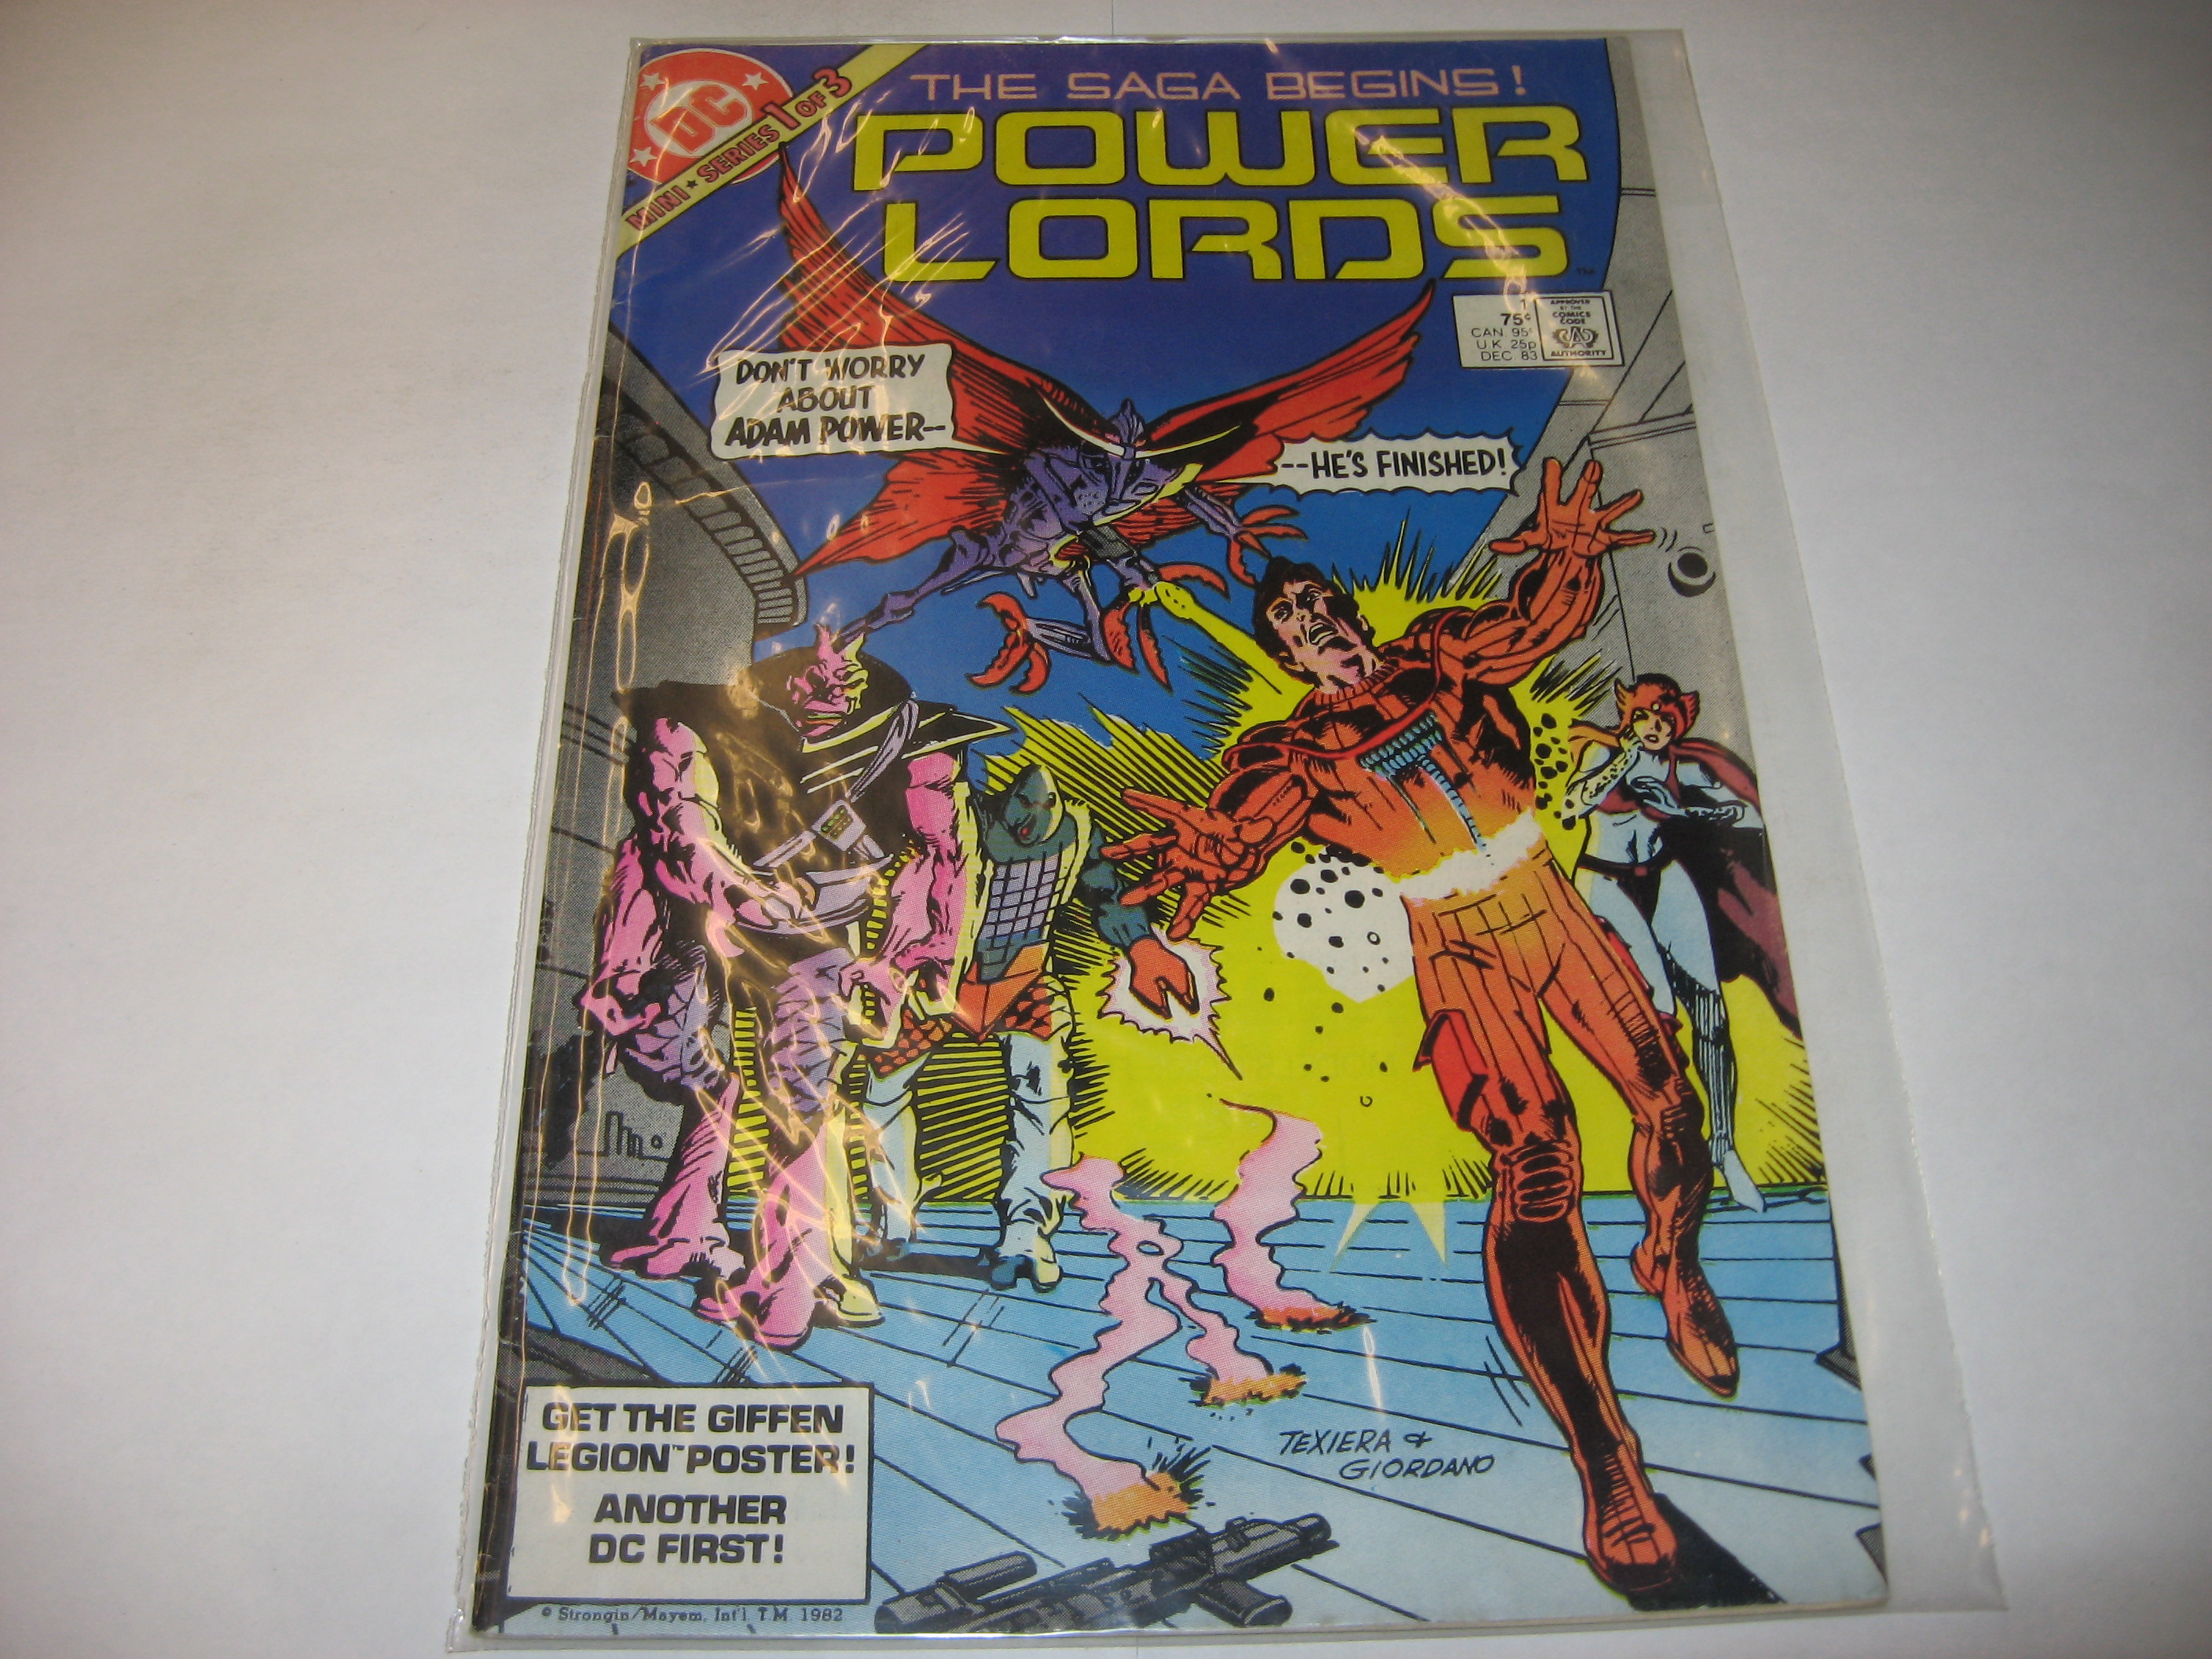 DC
MINI★SERIES 1 OF 3
THE SAGA BEGINS!
POWER
LORDS
TM
1
75¢
CAN. 95¢
U.K. 25p
DEC 83
APPROVED
BY THE
COMICS
CODE
CA
AUTHORITY
DON'T WORRY
ABOUT
ADAM POWER--
--HE'S FINISHED!
GET THE GIFFEN
LEGION™ POSTER!
ANOTHER
DC FIRST!
TEXIERA &
GIORDANO
© Strongin/Mayem, Int'l. T.M. 1982